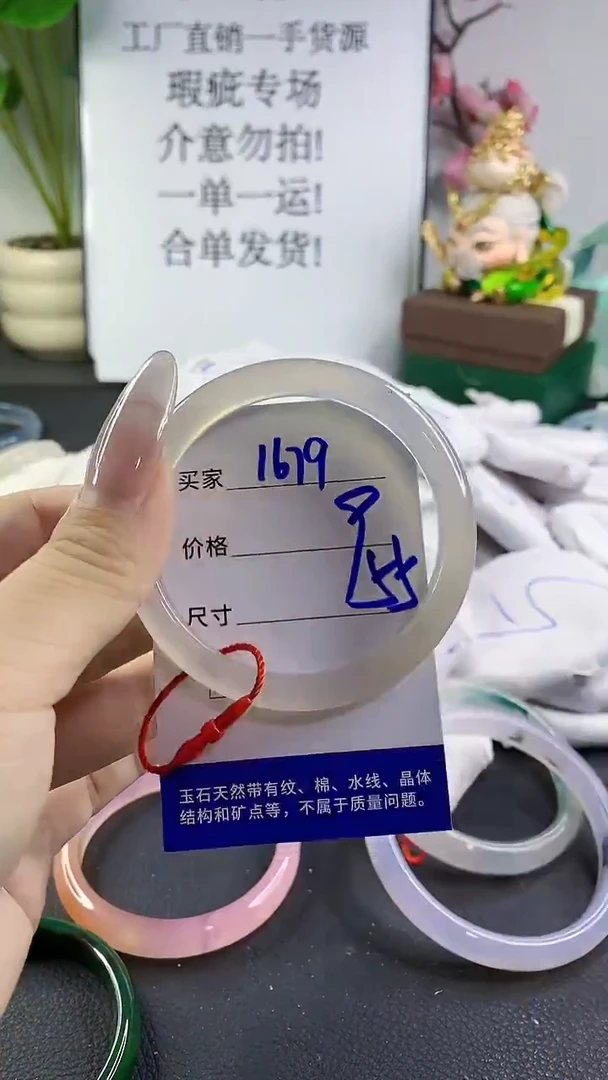 工厂直销一手货源
瑕疵专场
介意勿拍!
一单一运!
合单发货!
买家 1679
价格
尺寸
玉石天然带有纹、棉、水线、晶体
结构和矿点等，不属于质量问题。